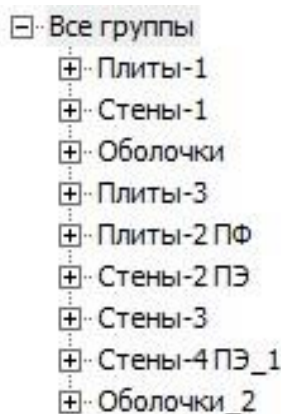 Все группы
Плиты-1
Стены-1
Оболочки
Плиты-3
Плиты-2 ПФ
Стены-2 ПЭ
Стены-3
Стены-4 ПЭ_1
Оболочки_2